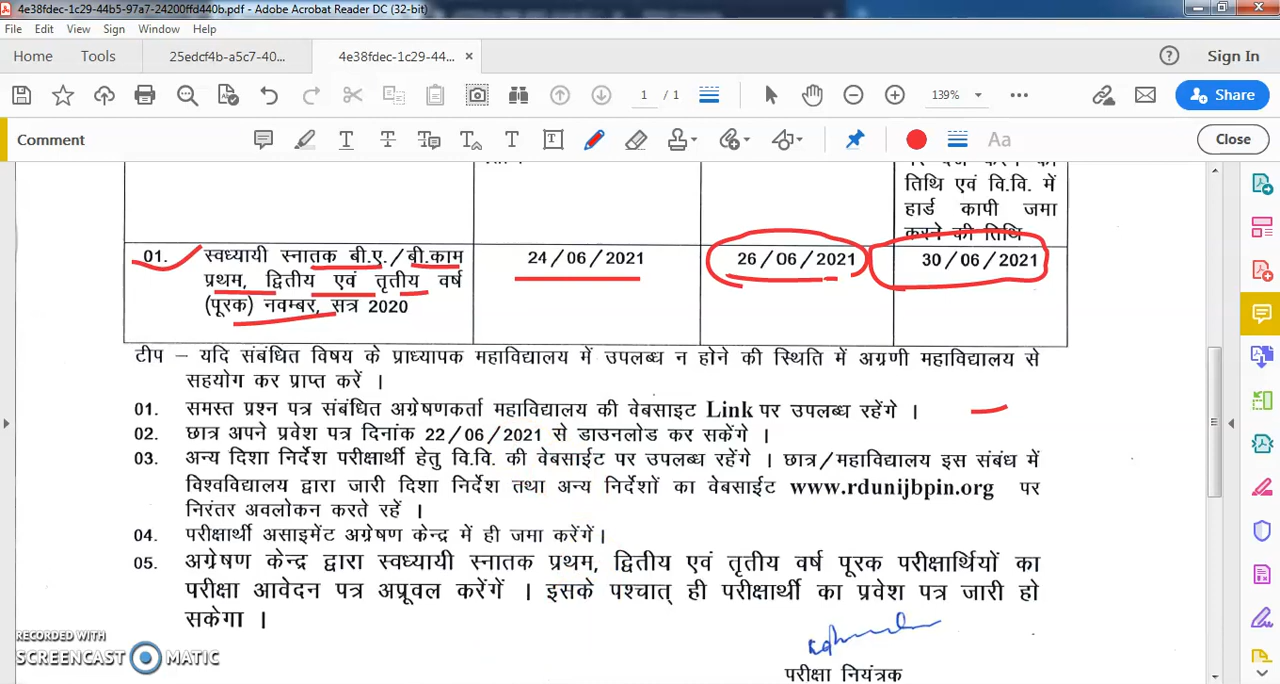 4e38fdec-1c29-44b5-97a7-24200ffd440b.pdf - Adobe Acrobat Reader DC (32-bit)
File Edit View Sign Window Help
Home Tools 25edcf4b-a5c7-40... 4e38fdec-1c29-44... × Sign In
1 / 1 139% Share
Comment Close
तिथि एवं वि.वि. में
हार्ड कापी जमा
करने की तिथि
01. स्वध्यायी स्नातक बी.ए./बी.काम 24/06/2021 26/06/2021 30/06/2021
प्रथम, द्वितीय एवं तृतीय वर्ष
(पूरक) नवम्बर, सत्र 2020
टीप – यदि संबंधित विषय के प्राध्यापक महाविद्यालय में उपलब्ध न होने की स्थिति में अग्रणी महाविद्यालय से
सहयोग कर प्राप्त करें ।
01. समस्त प्रश्न पत्र संबंधित अग्रेषणकर्ता महाविद्यालय की वेबसाइट Link पर उपलब्ध रहेंगे ।
02. छात्र अपने प्रवेश पत्र दिनांक 22/06/2021 से डाउनलोड कर सकेंगे ।
03. अन्य दिशा निर्देश परीक्षार्थी हेतु वि.वि. की वेबसाईट पर उपलब्ध रहेंगे । छात्र/महाविद्यालय इस संबंध में
विश्वविद्यालय द्वारा जारी दिशा निर्देश तथा अन्य निर्देशों का वेबसाईट www.rdunijbpin.org पर
निरंतर अवलोकन करते रहें ।
04. परीक्षार्थी असाइमेंट अग्रेषण केन्द्र में ही जमा करेंगें।
05. अग्रेषण केन्द्र द्वारा स्वध्यायी स्नातक प्रथम, द्वितीय एवं तृतीय वर्ष पूरक परीक्षार्थियों का
परीक्षा आवेदन पत्र अप्रूवल करेंगें । इसके पश्चात् ही परीक्षार्थी का प्रवेश पत्र जारी हो
सकेगा ।
परीक्षा नियंत्रक
RECORDED WITH
SCREENCAST MATIC